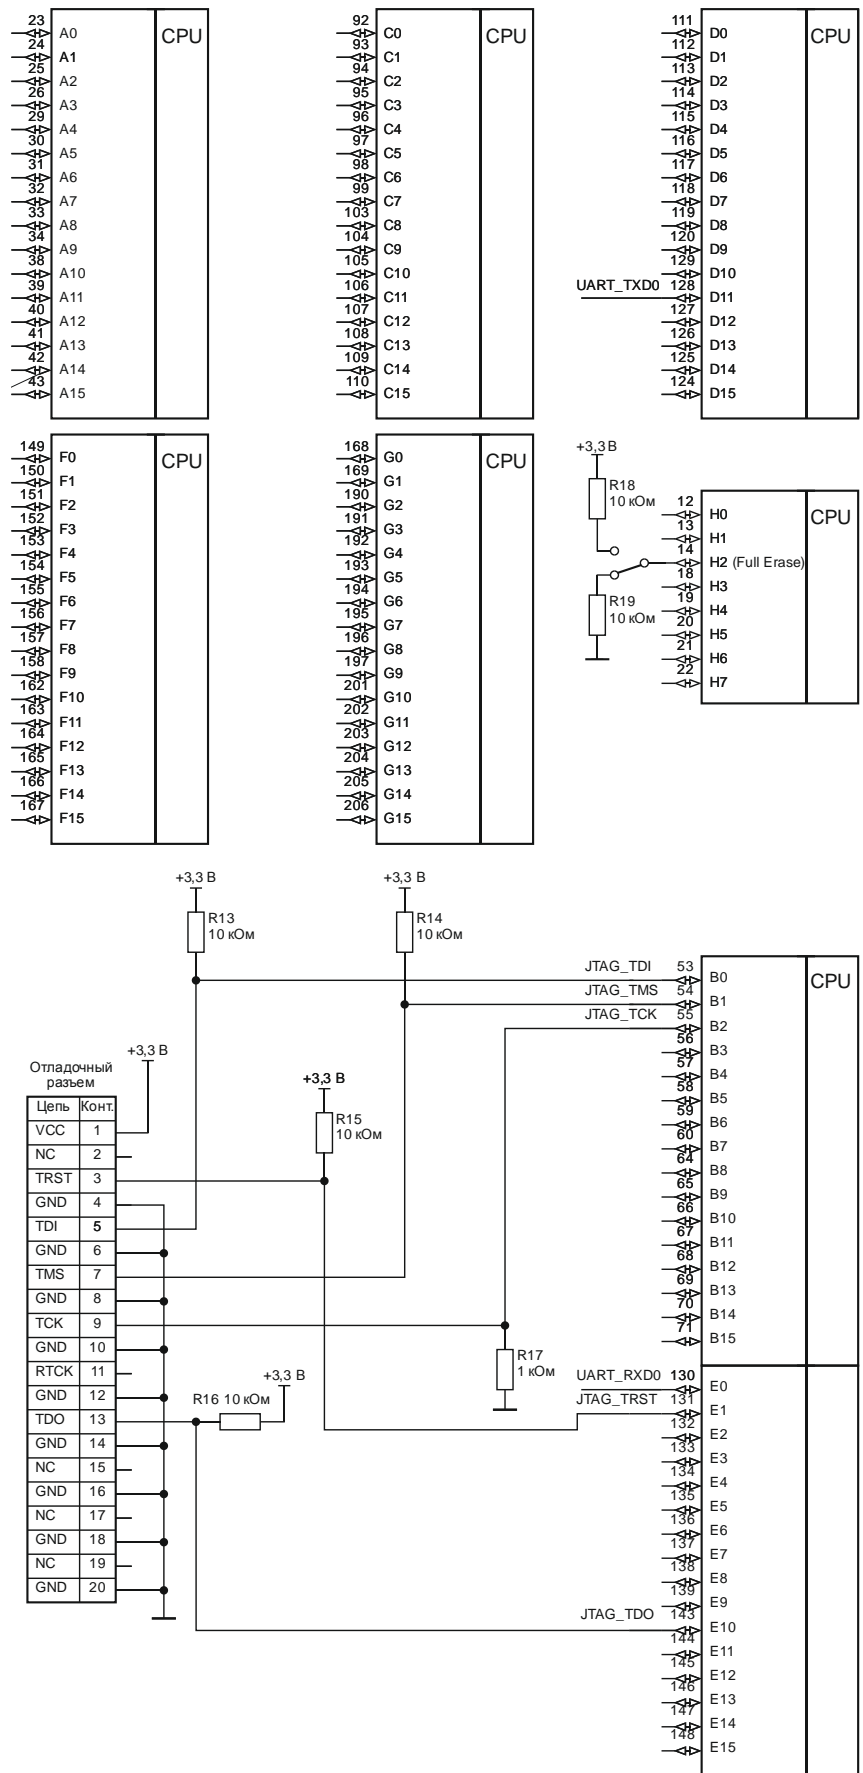 23
A0
24
A1
25
A2
26
A3
29
A4
30
A5
31
A6
32
A7
33
A8
34
A9
38
A10
39
A11
40
A12
41
A13
42
A14
43
A15
CPU
92
C0
93
C1
94
C2
95
C3
96
C4
97
C5
98
C6
99
C7
103
C8
104
C9
105
C10
106
C11
107
C12
108
C13
109
C14
110
C15
CPU
111
D0
112
D1
113
D2
114
D3
115
D4
116
D5
117
D6
118
D7
119
D8
120
D9
129
D10
UART_TXD0 128
D11
127
D12
126
D13
125
D14
124
D15
CPU
149
F0
150
F1
151
F2
152
F3
153
F4
154
F5
155
F6
156
F7
157
F8
158
F9
162
F10
163
F11
164
F12
165
F13
166
F14
167
F15
CPU
168
G0
169
G1
190
G2
191
G3
192
G4
193
G5
194
G6
195
G7
196
G8
197
G9
201
G10
202
G11
203
G12
204
G13
205
G14
206
G15
CPU
+3,3 В
R18
10 кОм
R19
10 кОм
12
H0
13
H1
14
H2 (Full Erase)
18
H3
19
H4
20
H5
21
H6
22
H7
CPU
+3,3 В
R13
10 кОм
+3,3 В
R14
10 кОм
+3,3 В
Отладочный
разъем
Цепь Конт.
VCC 1
NC 2
TRST 3
GND 4
TDI 5
GND 6
TMS 7
GND 8
TCK 9
GND 10
RTCK 11
GND 12
TDO 13
GND 14
NC 15
GND 16
NC 17
GND 18
NC 19
GND 20
+3,3 В
R15
10 кОм
R16 10 кОм
+3,3 В
R17
1 кОм
JTAG_TDI 53
B0
JTAG_TMS 54
B1
JTAG_TCK 55
B2
56
B3
57
B4
58
B5
59
B6
60
B7
64
B8
65
B9
66
B10
67
B11
68
B12
69
B13
70
B14
71
B15
CPU
UART_RXD0 130
E0
JTAG_TRST 131
E1
132
E2
133
E3
134
E4
135
E5
136
E6
137
E7
138
E8
139
E9
JTAG_TDO 143
E10
144
E11
145
E12
146
E13
147
E14
148
E15